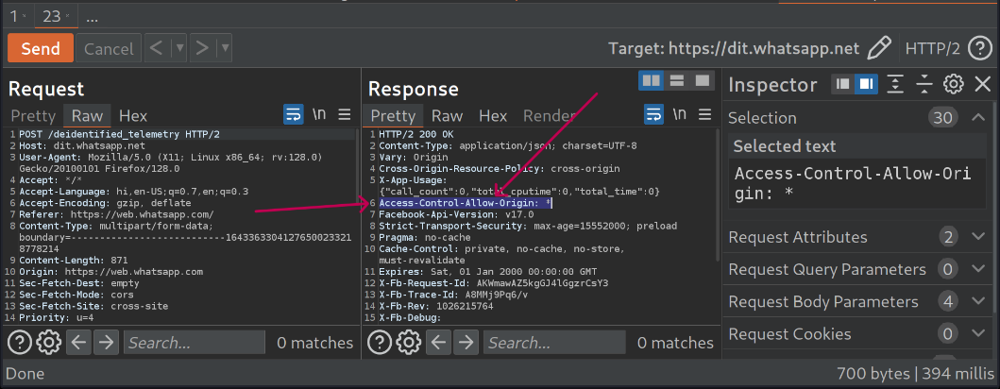 1 × 23 × ...
Send Cancel < > Target: https://dit.whatsapp.net HTTP/2 ?
Request
Pretty Raw Hex \n
1 POST /deidentified_telemetry HTTP/2
2 Host: dit.whatsapp.net
3 User-Agent: Mozilla/5.0 (X11; Linux x86_64; rv:128.0)
Gecko/20100101 Firefox/128.0
4 Accept: */*
5 Accept-Language: hi,en-US;q=0.7,en;q=0.3
6 Accept-Encoding: gzip, deflate
7 Referer: https://web.whatsapp.com/
8 Content-Type: multipart/form-data;
boundary=---------------------------1643363304127650023321
8778214
9 Content-Length: 871
10 Origin: https://web.whatsapp.com
11 Sec-Fetch-Dest: empty
12 Sec-Fetch-Mode: cors
13 Sec-Fetch-Site: cross-site
14 Priority: u=4
? Search... 0 matches
Response
Pretty Raw Hex Render \n
1 HTTP/2 200 OK
2 Content-Type: application/json; charset=UTF-8
3 Vary: Origin
4 Cross-Origin-Resource-Policy: cross-origin
5 X-App-Usage:
{"call_count":0,"total_cputime":0,"total_time":0}
6 Access-Control-Allow-Origin: *
7 Facebook-Api-Version: v17.0
8 Strict-Transport-Security: max-age=15552000; preload
9 Pragma: no-cache
10 Cache-Control: private, no-cache, no-store,
must-revalidate
11 Expires: Sat, 01 Jan 2000 00:00:00 GMT
12 X-Fb-Request-Id: AKWmawAZ5kgGJ4lGgzrCsY3
13 X-Fb-Trace-Id: A8MMj9Pq6/v
14 X-Fb-Rev: 1026215764
15 X-Fb-Debug:
? Search... 0 matches
Inspector
Selection 30
Selected text
Access-Control-Allow-Ori
gin: *
Request Attributes 2
Request Query Parameters 0
Request Body Parameters 4
Request Cookies 0
Done 700 bytes | 394 millis